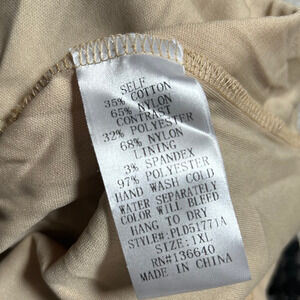 SELF
35% COTTON
65% NYLON
CONTRAST
32% POLYESTER
68% NYLON
LINING
3% SPANDEX
97% POLYESTER
HAND WASH COLD
WATER SEPARATELY
COLOR WILL BLEED
HANG TO DRY
STYLE#:PLD51771A
SIZE:1XL
RN#136640
MADE IN CHINA